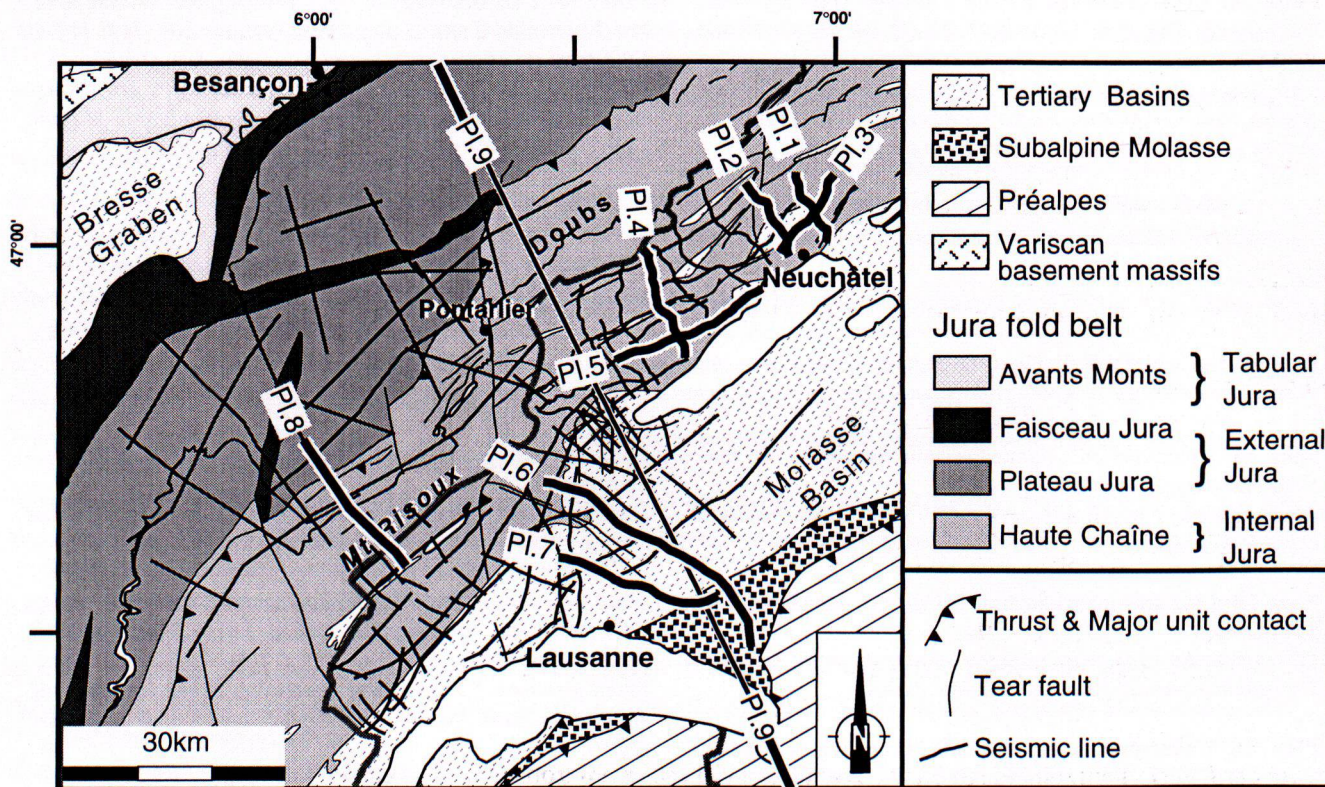 6°00'
7°00'
47°00'
Besançon
Bresse
Graben
Pl.9
Doubs
Pl.4
Pl.2
Pl.1
Pl.3
Neuchâtel
Pontarlier
Pl.5
Pl.8
Mt. Risoux
Pl.6
Pl.7
Molasse
Basin
Lausanne
Pl.9
30km
N
Tertiary Basins
Subalpine Molasse
Préalpes
Variscan
basement massifs
Jura fold belt
Avants Monts } Tabular
Jura
Faisceau Jura
} External
Jura
Plateau Jura
Haute Chaîne } Internal
Jura
Thrust & Major unit contact
Tear fault
Seismic line